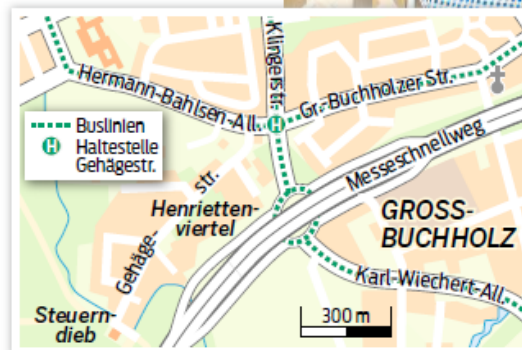 Klingerstr.
Hermann-Bahlsen-All.
Gr.-Buchholzer Str.
H
Buslinien
H Haltestelle
Gehägestr.
Messeschnellweg
Gehäge-
str.
Henrietten-
viertel
GROSS-
BUCHHOLZ
Karl-Wiechert-All.
Steuern-
dieb
300 m